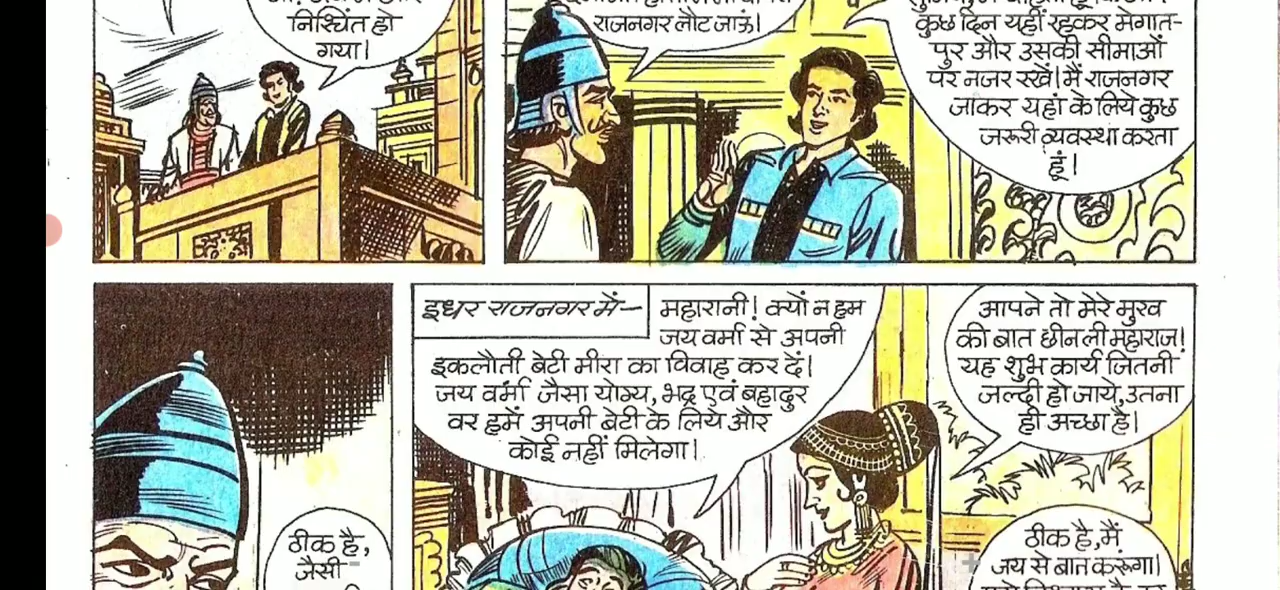 निश्चिंत हो
गया।
राजनगर लौट जाऊं।
कुछ दिन यहीं रहकर मेगात-
पुर और उसकी सीमाओं
पर नजर रखें। मैं राजनगर
जाकर यहां के लिये कुछ
जरूरी व्यवस्था करता
हूं।
इधर राजनगर में—
महारानी! क्यों न हम
जय वर्मा से अपनी
इकलौती बेटी मीरा का विवाह कर दें।
जय वर्मा जैसा योग्य, भद्र एवं बहादुर
वर हमें अपनी बेटी के लिये और
कोई नहीं मिलेगा।
आपने तो मेरे मुख
की बात छीन ली महाराज!
यह शुभ कार्य जितनी
जल्दी हो जाये, उतना
ही अच्छा है।
ठीक है,
जैसी
ठीक है, मैं
जय से बात करूंगा।